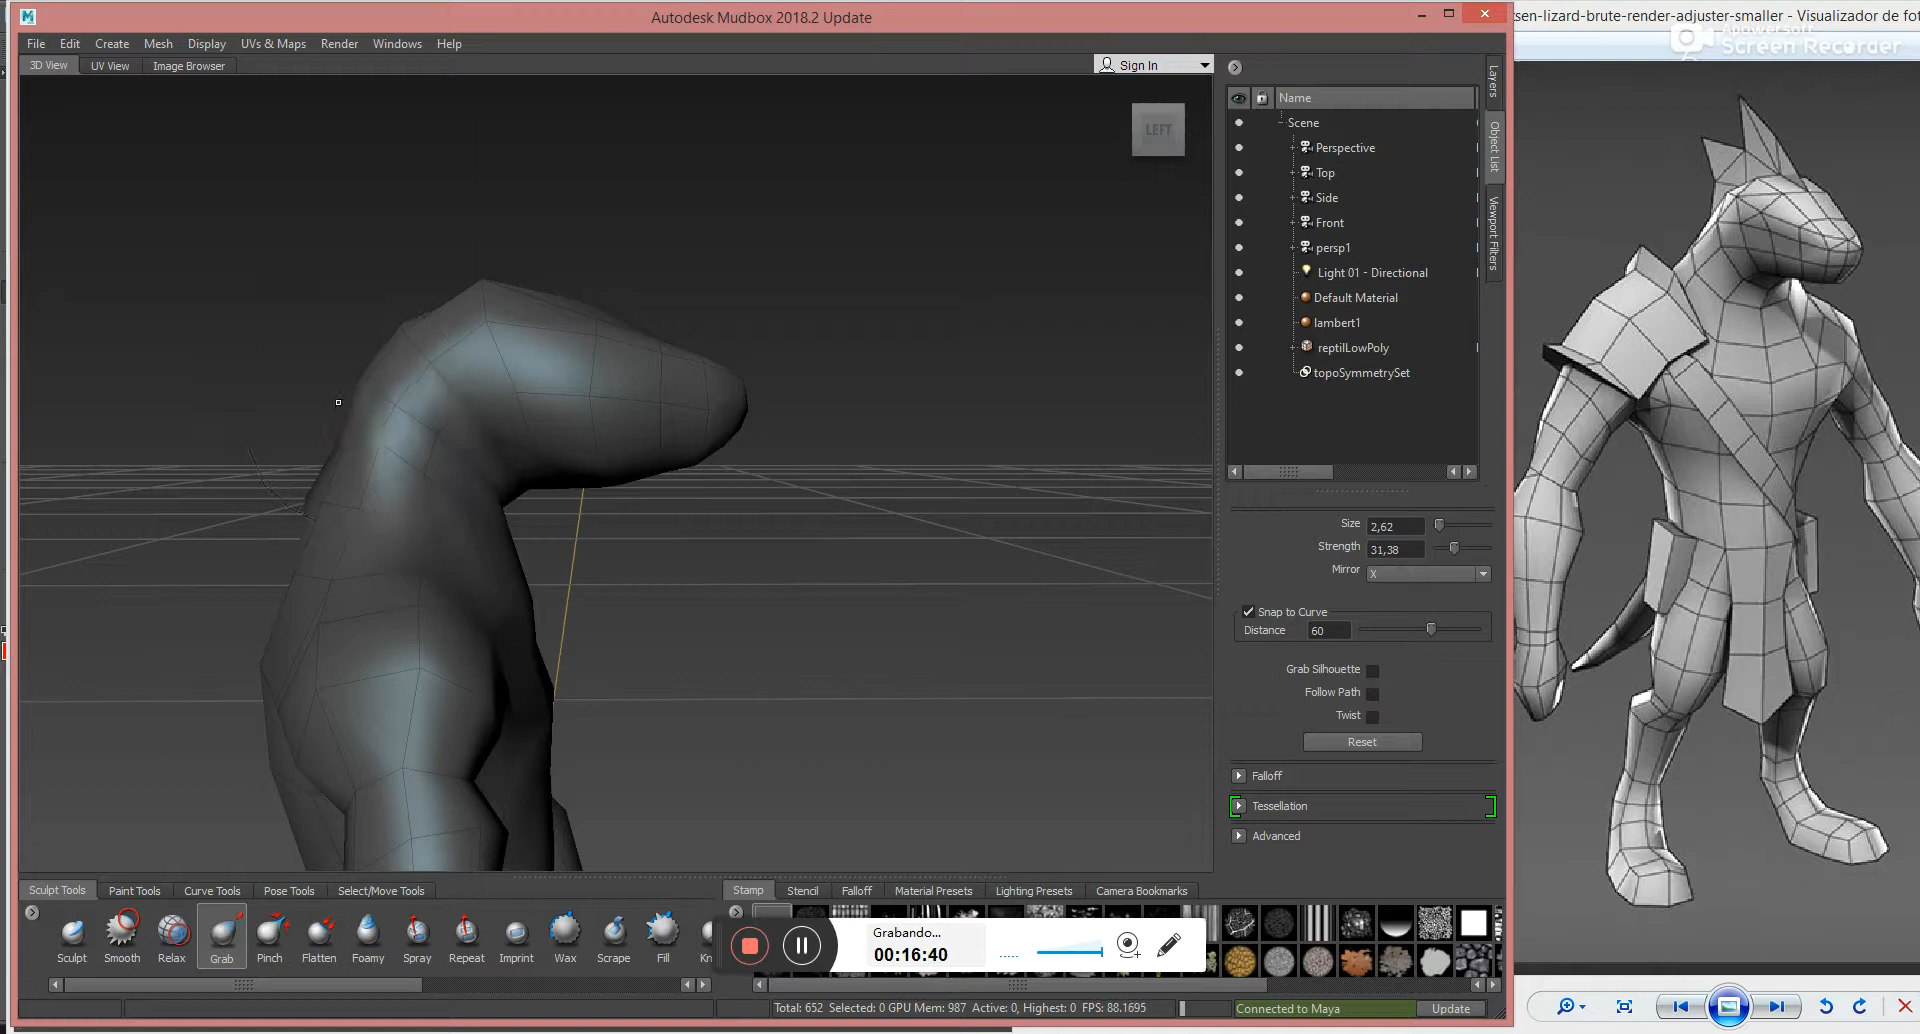 Autodesk Mudbox 2018.2 Update
sen-lizard-brute-render-adjuster-smaller - Visualizador de fot
Apowersoft
Screen Recorder
File Edit Create Mesh Display UVs & Maps Render Windows Help
3D View UV View Image Browser
Sign In
LEFT
Layers
Object List
Viewport Filters
Name
Scene
Perspective
Top
Side
Front
persp1
Light 01 - Directional
Default Material
lambert1
reptilLowPoly
topoSymmetrySet
Size 2,62
Strength 31,38
Mirror X
Snap to Curve
Distance 60
Grab Silhouette
Follow Path
Twist
Reset
Falloff
Tessellation
Advanced
Sculpt Tools Paint Tools Curve Tools Pose Tools Select/Move Tools
Stamp Stencil Falloff Material Presets Lighting Presets Camera Bookmarks
Sculpt Smooth Relax Grab Pinch Flatten Foamy Spray Repeat Imprint Wax Scrape Fill Kn
Grabando...
00:16:40
Total: 652 Selected: 0 GPU Mem: 987 Active: 0, Highest: 0 FPS: 88.1695
Connected to Maya
Update